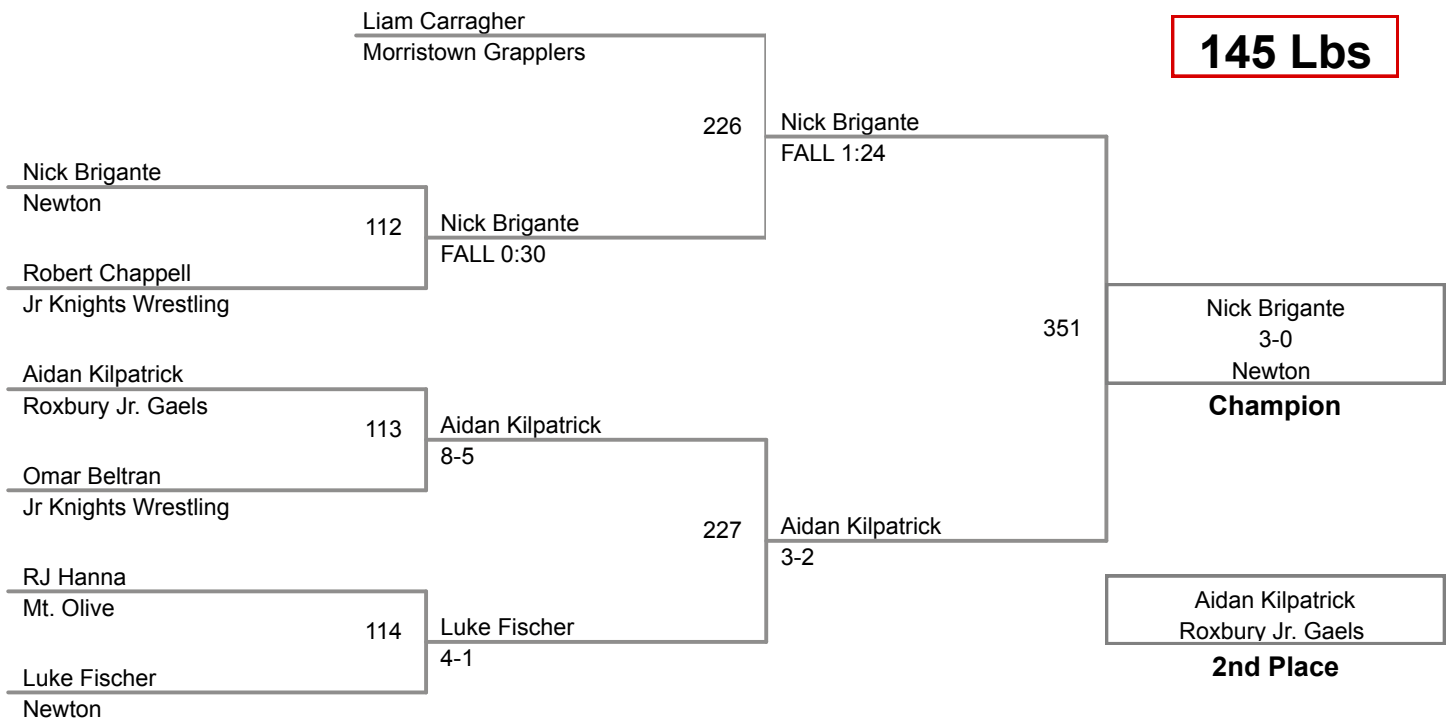 Liam Carragher
Morristown Grapplers
145 Lbs
226
Nick Brigante
FALL 1:24
Nick Brigante
Newton
112
Nick Brigante
FALL 0:30
Robert Chappell
Jr Knights Wrestling
351
Nick Brigante
3-0
Newton
Champion
Aidan Kilpatrick
Roxbury Jr. Gaels
113
Aidan Kilpatrick
8-5
Omar Beltran
Jr Knights Wrestling
227
Aidan Kilpatrick
3-2
RJ Hanna
Mt. Olive
114
Luke Fischer
4-1
Luke Fischer
Newton
Aidan Kilpatrick
Roxbury Jr. Gaels
2nd Place